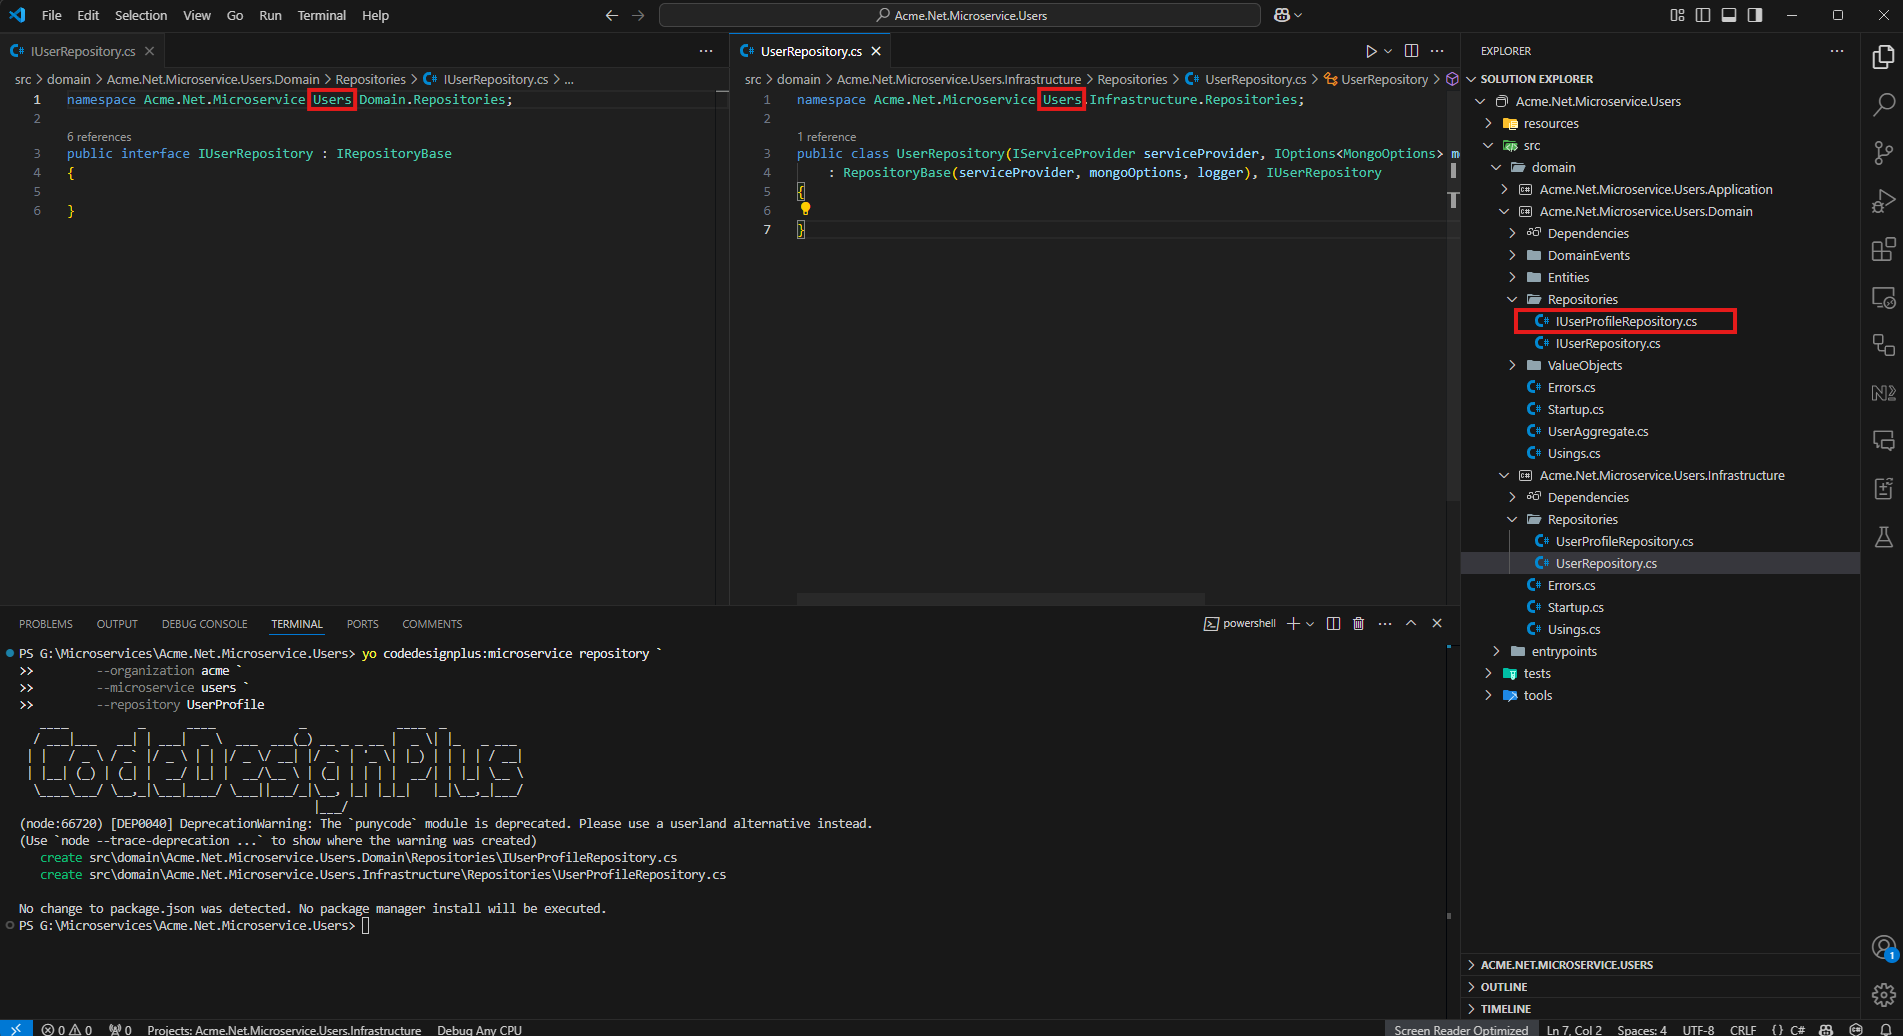 File Edit Selection View Go Run Terminal Help
Acme.Net.Microservice.Users
IUserRepository.cs
src > domain > Acme.Net.Microservice.Users.Domain > Repositories > IUserRepository.cs > ...
1 namespace Acme.Net.Microservice.Users.Domain.Repositories;
2
6 references
3 public interface IUserRepository : IRepositoryBase
4 {
5
6 }
UserRepository.cs
src > domain > Acme.Net.Microservice.Users.Infrastructure > Repositories > UserRepository.cs > UserRepository >
1 namespace Acme.Net.Microservice.Users.Infrastructure.Repositories;
2
1 reference
3 public class UserRepository(IServiceProvider serviceProvider, IOptions<MongoOptions> m
4 : RepositoryBase(serviceProvider, mongoOptions, logger), IUserRepository
5 {
6
7 }
PROBLEMS OUTPUT DEBUG CONSOLE TERMINAL PORTS COMMENTS
powershell
PS G:\Microservices\Acme.Net.Microservice.Users> yo codedesignplus:microservice repository `
>> --organization acme `
>> --microservice users `
>> --repository UserProfile
CodeDesignPlus
(node:66720) [DEP0040] DeprecationWarning: The `punycode` module is deprecated. Please use a userland alternative instead.
(Use `node --trace-deprecation ...` to show where the warning was created)
create src\domain\Acme.Net.Microservice.Users.Domain\Repositories\IUserProfileRepository.cs
create src\domain\Acme.Net.Microservice.Users.Infrastructure\Repositories\UserProfileRepository.cs
No change to package.json was detected. No package manager install will be executed.
PS G:\Microservices\Acme.Net.Microservice.Users>
EXPLORER
SOLUTION EXPLORER
Acme.Net.Microservice.Users
resources
src
domain
Acme.Net.Microservice.Users.Application
Acme.Net.Microservice.Users.Domain
Dependencies
DomainEvents
Entities
Repositories
IUserProfileRepository.cs
IUserRepository.cs
ValueObjects
Errors.cs
Startup.cs
UserAggregate.cs
Usings.cs
Acme.Net.Microservice.Users.Infrastructure
Dependencies
Repositories
UserProfileRepository.cs
UserRepository.cs
Errors.cs
Startup.cs
Usings.cs
entrypoints
tests
tools
ACME.NET.MICROSERVICE.USERS
OUTLINE
TIMELINE
1
0 0 0 Projects: Acme.Net.Microservice.Users.Infrastructure Debug Any CPU
Screen Reader Optimized Ln 7, Col 2 Spaces: 4 UTF-8 CRLF {} C#